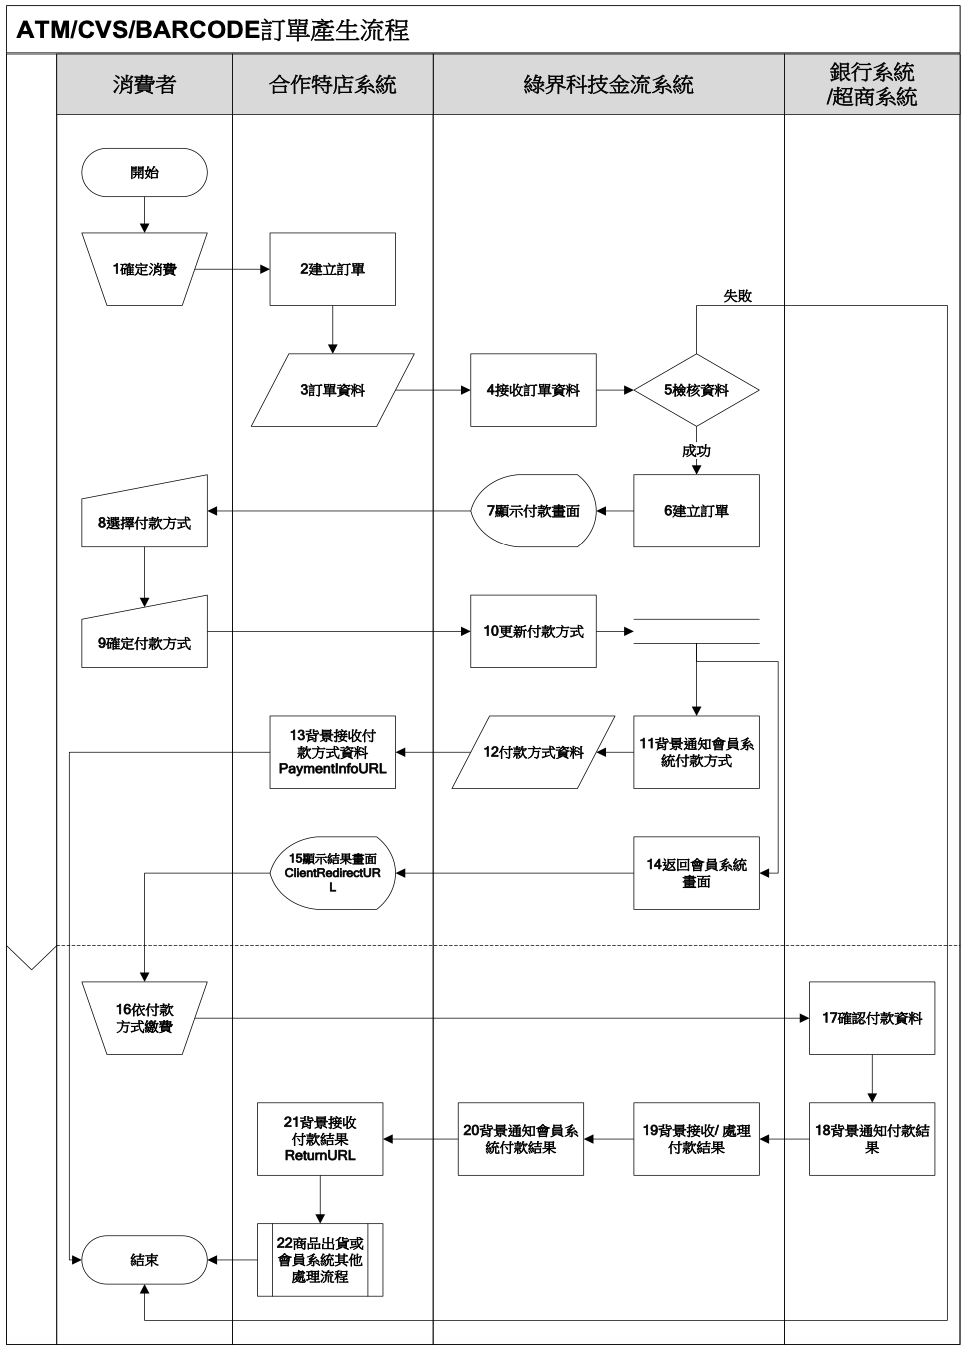 ATM/CVS/BARCODE訂單產生流程
消費者
合作特店系統
綠界科技金流系統
銀行系統
/超商系統
開始
1確定消費
2建立訂單
失敗
3訂單資料
4接收訂單資料
5檢核資料
成功
8選擇付款方式
7顯示付款畫面
6建立訂單
9確定付款方式
10更新付款方式
13背景接收付
款方式資料
PaymentInfoURL
12付款方式資料
11背景通知會員系
統付款方式
15顯示結果畫面
ClientRedirectUR
L
14返回會員系統
畫面
16依付款
方式繳費
17確認付款資料
21背景接收
付款結果
ReturnURL
20背景通知會員系
統付款結果
19背景接收/ 處理
付款結果
18背景通知付款結
果
結束
22商品出貨或
會員系統其他
處理流程